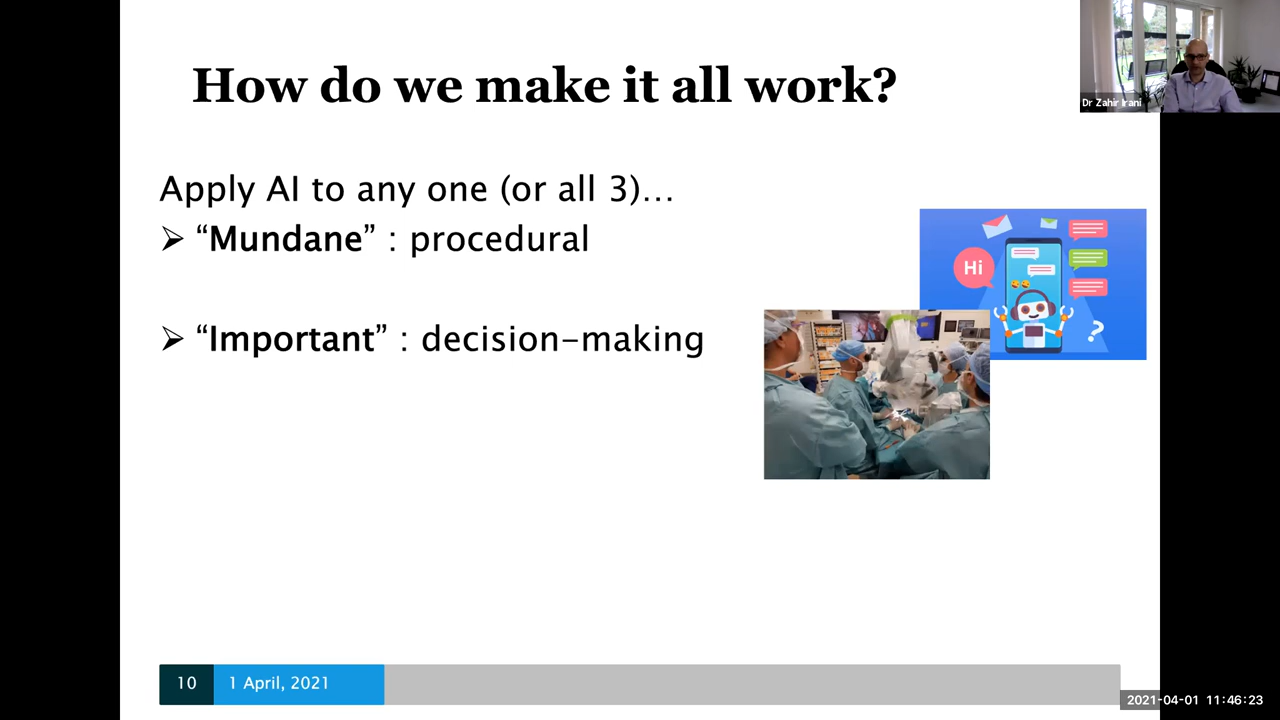 How do we make it all work?
Dr Zahir Irani
Apply AI to any one (or all 3)…
➢ “Mundane” : procedural
Hi
?
➢ “Important” : decision-making
10
1 April, 2021
2021-04-01 11:46:23